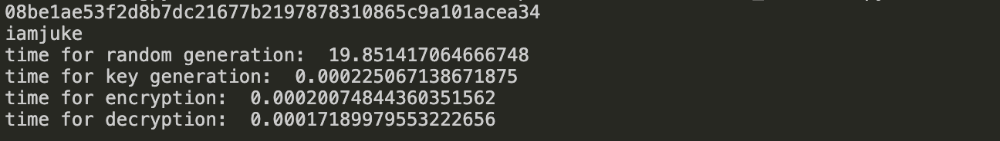 08be1ae53f2d8b7dc21677b2197878310865c9a101acea34
iamjuke
time for random generation:  19.851417064666748
time for key generation:  0.000225067138671875
time for encryption:  0.00020074844360351562
time for decryption:  0.00017189979553222656